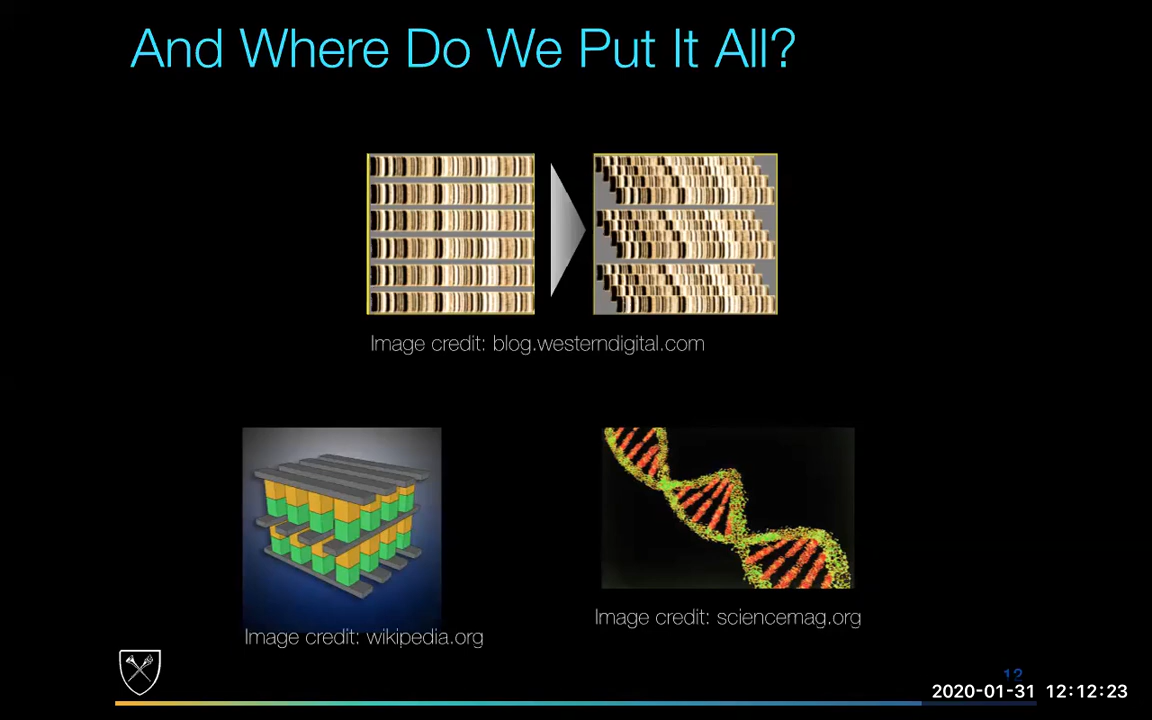 And Where Do We Put It All?
Image credit: blog.westerndigital.com
Image credit: wikipedia.org
Image credit: sciencemag.org
12
2020-01-31 12:12:23